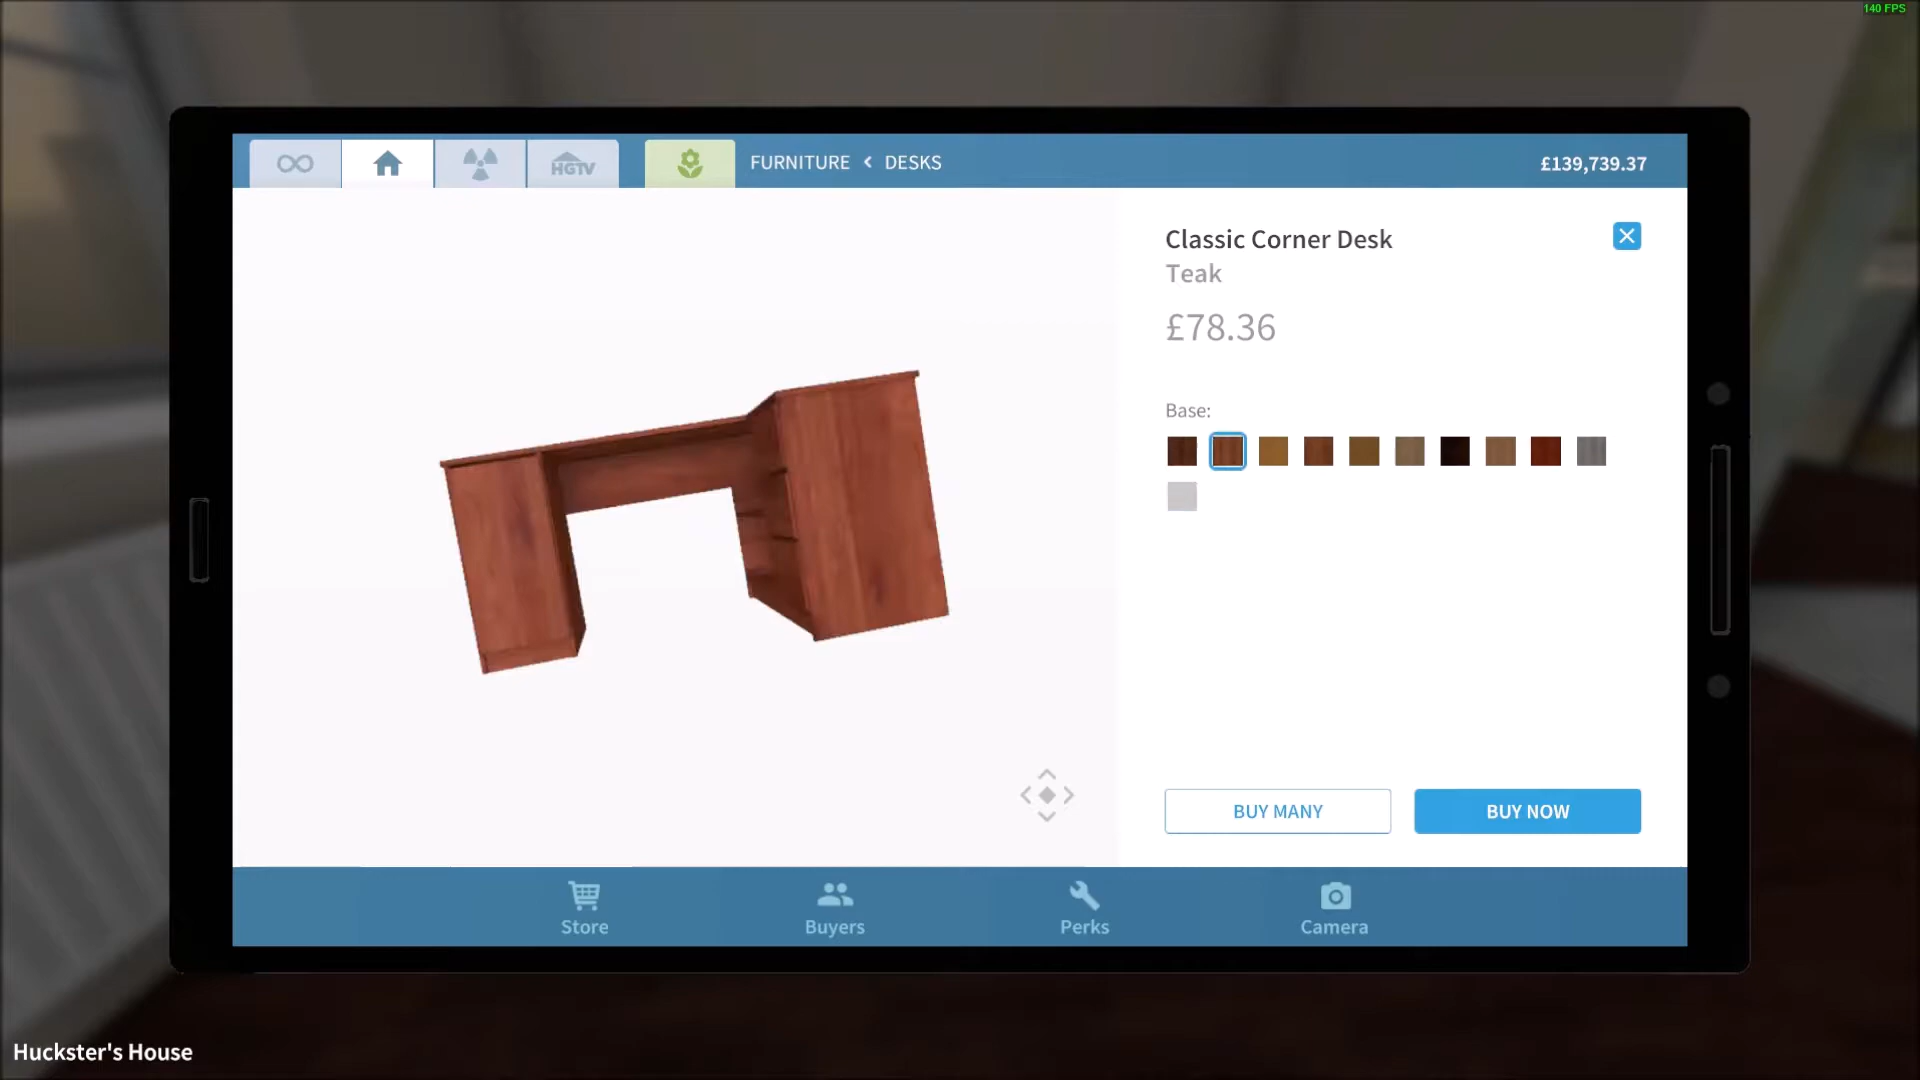 140 FPS
HGTV
FURNITURE < DESKS
£139,739.37
Classic Corner Desk
Teak
£78.36
Base:
BUY MANY
BUY NOW
Store
Buyers
Perks
Camera
Huckster's House